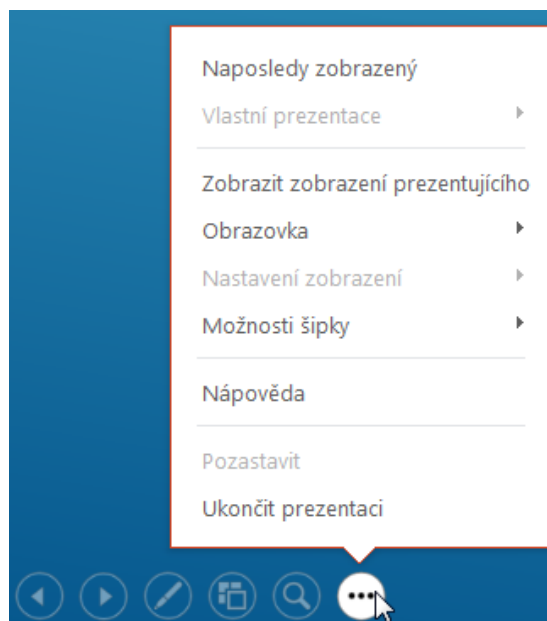 Naposledy zobrazený
Vlastní prezentace
Zobrazit zobrazení prezentujícího
Obrazovka
Nastavení zobrazení
Možnosti šipky
Nápověda
Pozastavit
Ukončit prezentaci